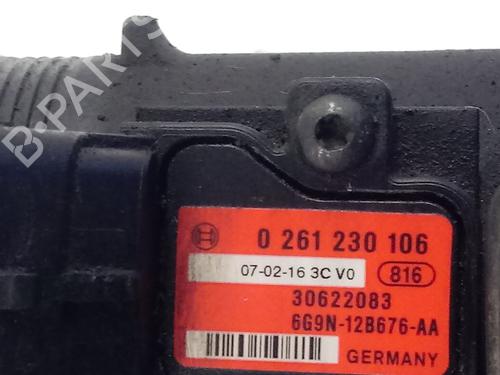 B-PARTS
0 261 230 106
07-02-16 3C V0
816
30622083
6G9N-12B676-AA
GERMANY